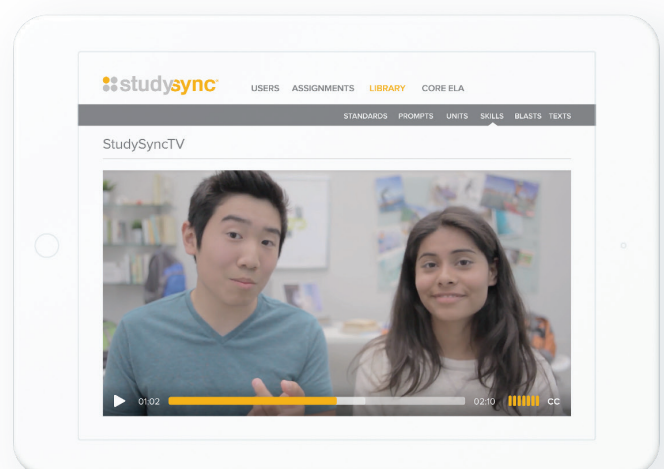 studysync®
USERS ASSIGNMENTS LIBRARY CORE ELA
STANDARDS PROMPTS UNITS SKILLS BLASTS TEXTS
StudySyncTV
01:02 02:10 CC